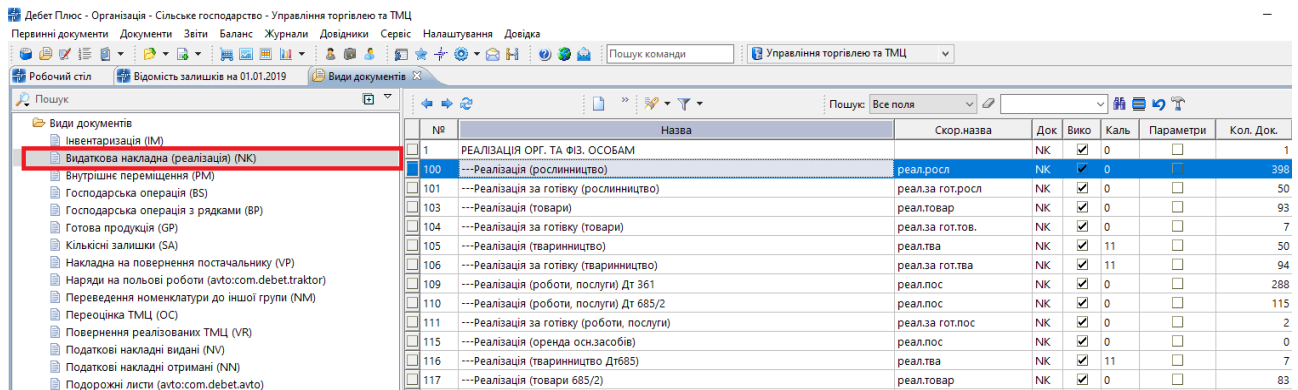 Дебет Плюс - Організація - Сільське господарство - Управління торгівлею та ТМЦ
Первинні документи Документи Звіти Баланс Журнали Довідники Сервіс Налаштування Довідка
Пошук команди Управління торгівлею та ТМЦ
Робочий стіл Відомість залишків на 01.01.2019 Види документів
Пошук
Пошук: Все поля
Види документів
Інвентаризація (IM)
Видаткова накладна (реалізація) (NK)
Внутрішнє переміщення (PM)
Господарська операція (BS)
Господарська операція з рядками (BP)
Готова продукція (GP)
Кількісні залишки (SA)
Накладна на повернення постачальнику (VP)
Наряди на польові роботи (avto:com.debet.traktor)
Переведення номенклатури до іншої групи (NM)
Переоцінка ТМЦ (OC)
Повернення реалізованих ТМЦ (VR)
Податкові накладні видані (NV)
Податкові накладні отримані (NN)
Подорожні листи (avto:com.debet.avto)
№ Назва Скор.назва Док Вико Каль Параметри Кол. Док.
1 РЕАЛІЗАЦІЯ ОРГ. ТА ФІЗ. ОСОБАМ NK 0 1
100 ---Реалізація (рослинництво) реал.росл NK 0 398
101 ---Реалізація за готівку (рослинництво) реал.за гот.росл NK 0 50
103 ---Реалізація (товари) реал.товар NK 0 93
104 ---Реалізація за готівку (товари) реал.за гот.тов. NK 0 7
105 ---Реалізація (тваринництво) реал.тва NK 11 50
106 ---Реалізація за готівку (тваринництво) реал.за гот.тва NK 11 94
109 ---Реалізація (роботи, послуги) Дт 361 реал.пос NK 0 288
110 ---Реалізація (роботи, послуги) Дт 685/2 реал.пос NK 0 115
111 ---Реалізація за готівку (роботи, послуги) реал.за гот.пос NK 0 2
115 ---Реалізація (оренда осн.засобів) реал.пос NK 0 0
116 ---Реалізація (тваринництво Дт685) реал.тва NK 11 7
117 ---Реалізація (товари 685/2) реал.товар NK 0 83